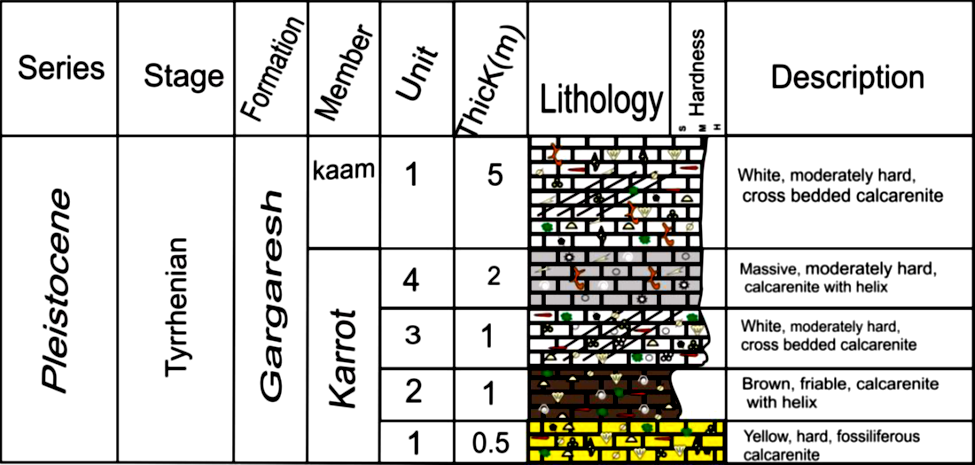 Series
Stage
Formation
Member
Unit
ThicK(m)
Lithology
Hardness
S
M
H
Description
Pleistocene
Tyrrhenian
Gargaresh
kaam
1
5
White, moderately hard,
cross bedded calcarenite
Karrot
4
2
Massive, moderately hard,
calcarenite with helix
3
1
White, moderately hard,
cross bedded calcarenite
2
1
Brown, friable, calcarenite
with helix
1
0.5
Yellow, hard, fossiliferous
calcarenite